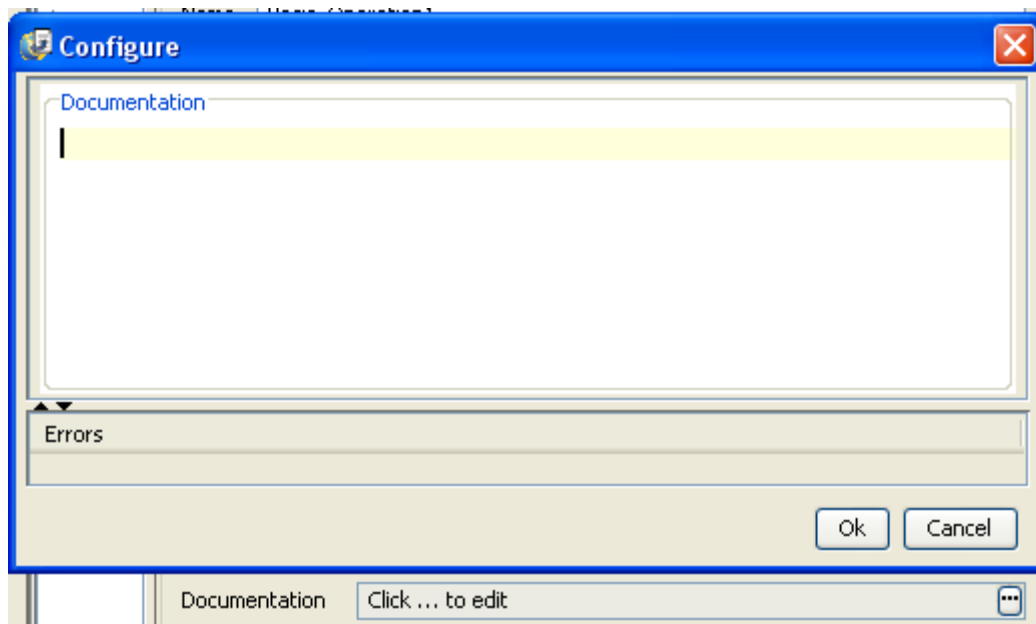 Configure
Documentation
Errors
Ok Cancel
Documentation Click ... to edit